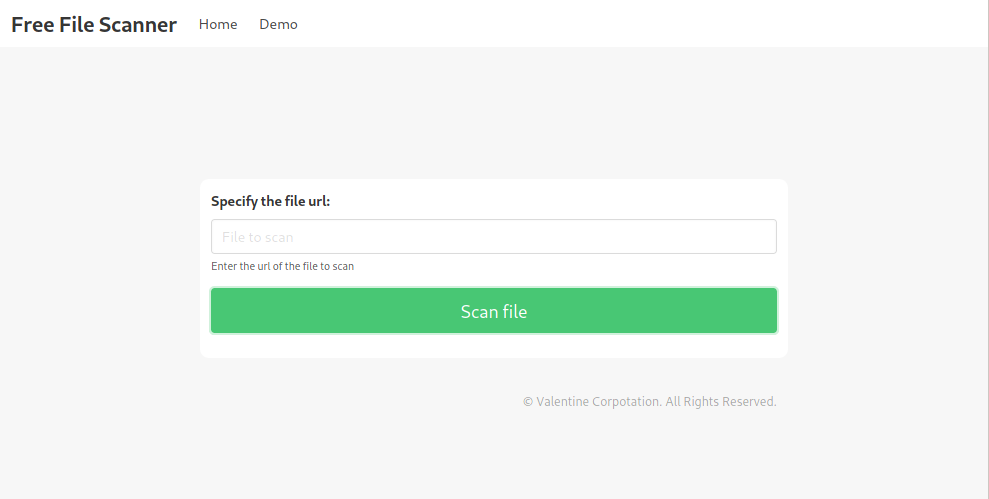 Free File Scanner Home Demo
Specify the file url:
File to scan
Enter the url of the file to scan
Scan file
© Valentine Corpotation. All Rights Reserved.